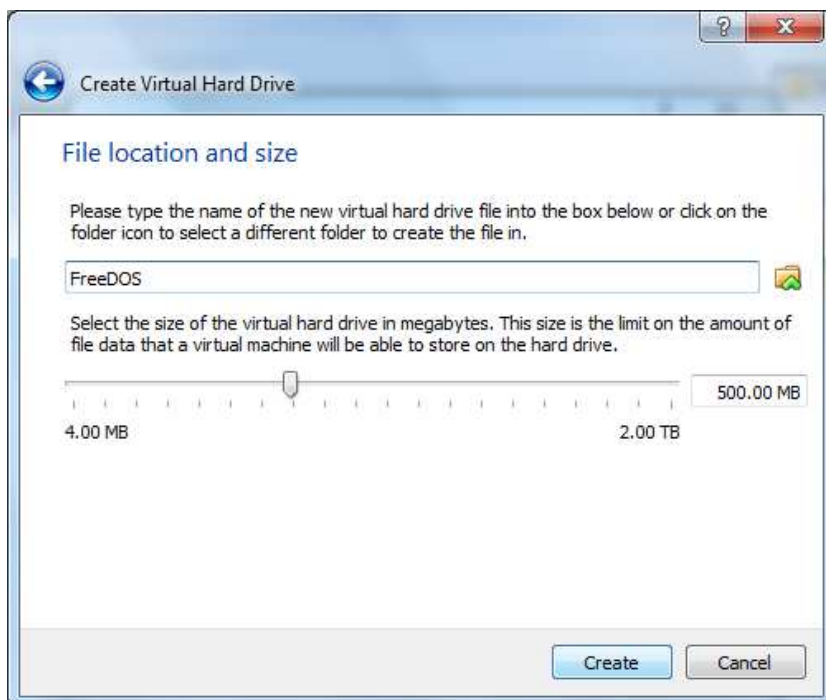 Create Virtual Hard Drive
File location and size
Please type the name of the new virtual hard drive file into the box below or click on the
folder icon to select a different folder to create the file in.
FreeDOS
Select the size of the virtual hard drive in megabytes. This size is the limit on the amount of
file data that a virtual machine will be able to store on the hard drive.
500.00 MB
4.00 MB 2.00 TB
Create Cancel